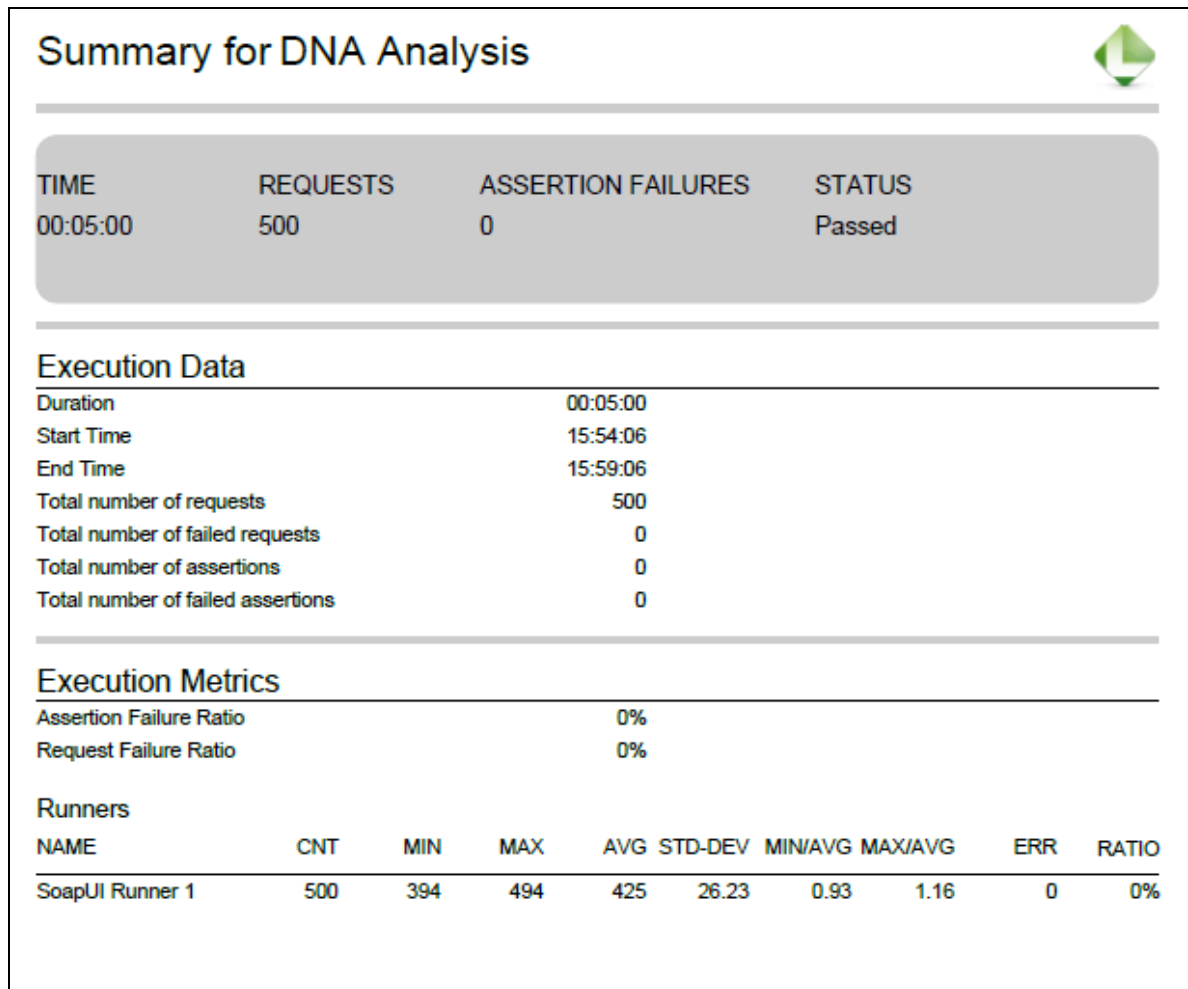 Summary for DNA Analysis
TIME REQUESTS ASSERTION FAILURES STATUS
00:05:00 500 0 Passed
Execution Data
Duration 00:05:00
Start Time 15:54:06
End Time 15:59:06
Total number of requests 500
Total number of failed requests 0
Total number of assertions 0
Total number of failed assertions 0
Execution Metrics
Assertion Failure Ratio 0%
Request Failure Ratio 0%
Runners
NAME CNT MIN MAX AVG STD-DEV MIN/AVG MAX/AVG ERR RATIO
SoapUI Runner 1 500 394 494 425 26.23 0.93 1.16 0 0%